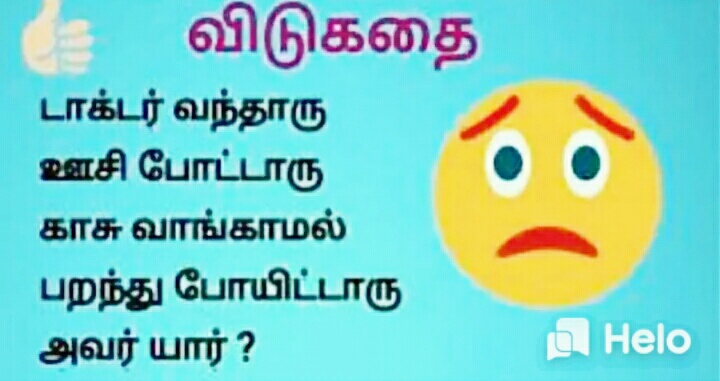 விடுகதை
டாக்டர் வந்தாரு
ஊசி போட்டாரு
காசு வாங்காமல்
பறந்து போயிட்டாரு
அவர் யார் ?
Helo